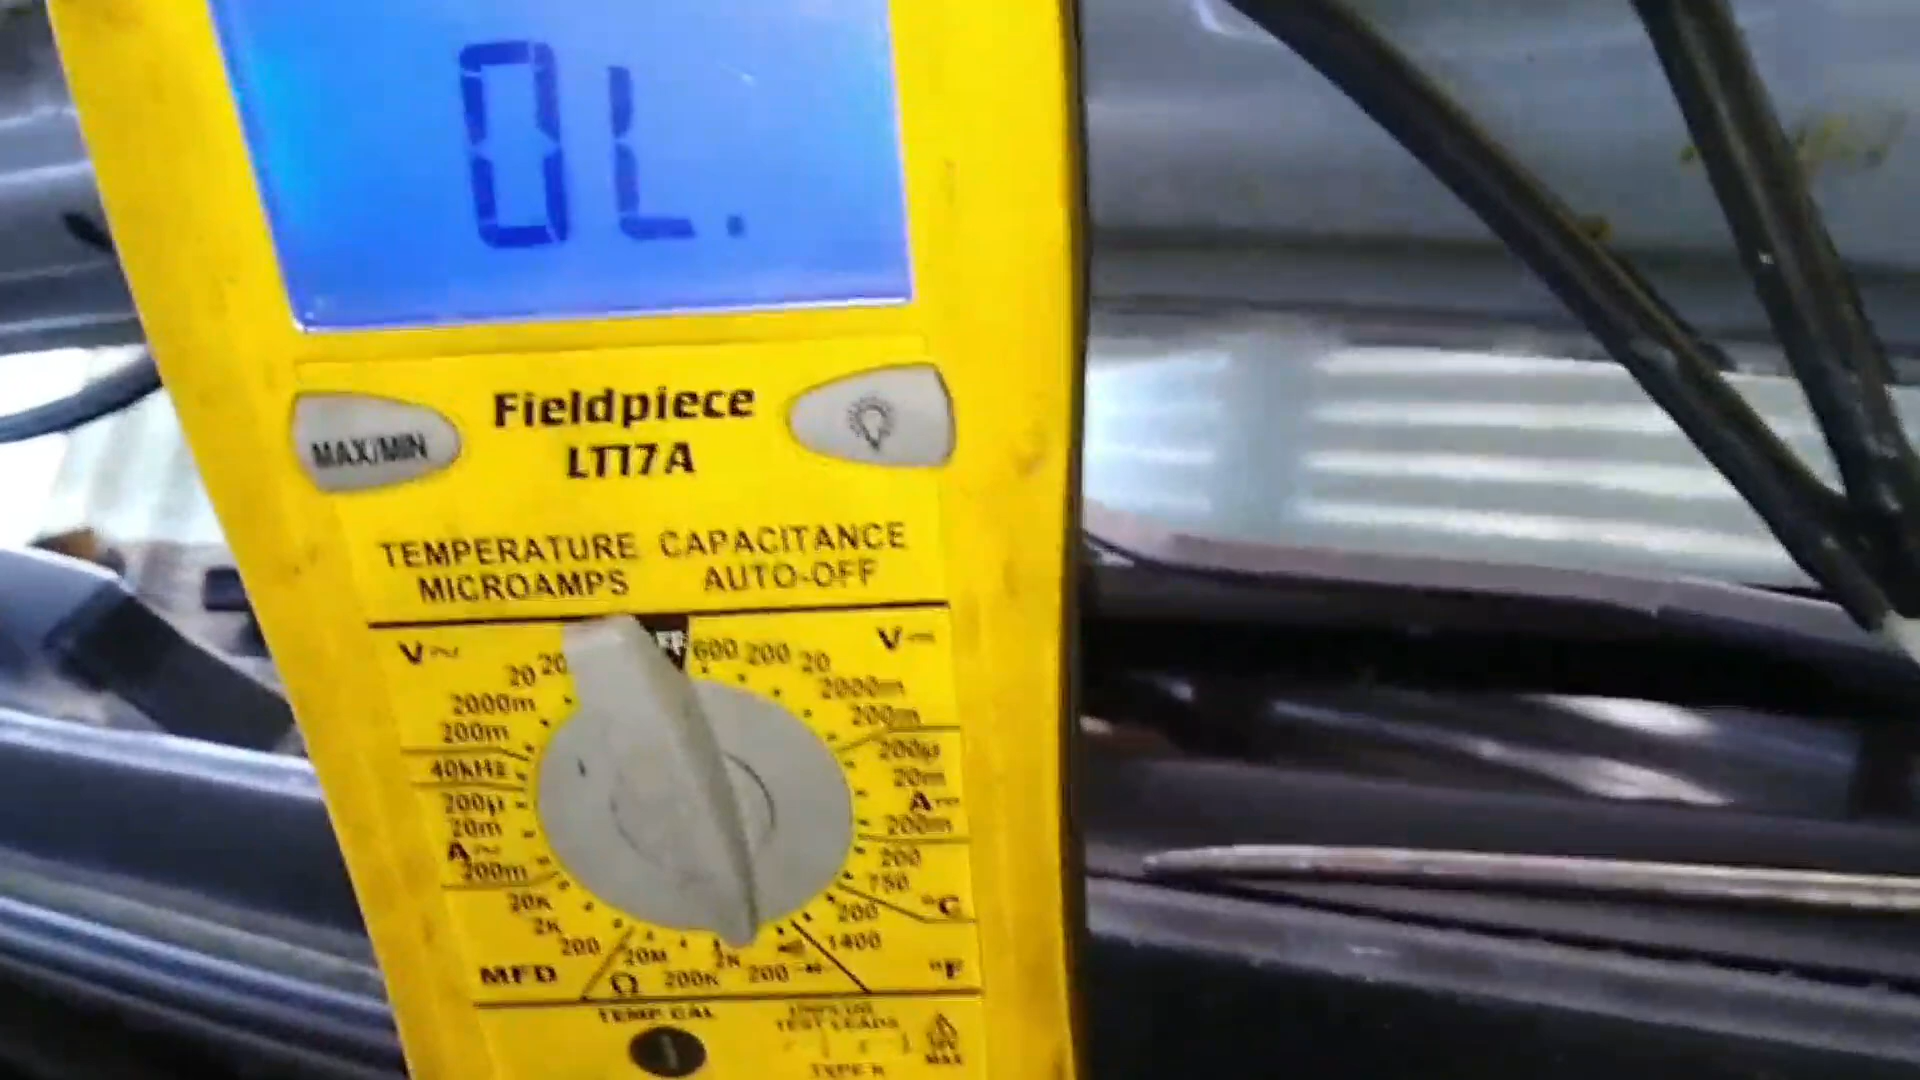 OL.
MAX/MIN
Fieldpiece
LT17A
TEMPERATURE CAPACITANCE
MICROAMPS AUTO-OFF
V~ 20 20 600 200 20 V
2000m 2000m
200m 200m
40kHz 200µ
200µ 20m
20m A
A~ 200m
200m 200
20K 750 °C
2K 200
200 1400
MFD Ω 20M 200K 2K 200 °F
TEMP CAL
TEST LEADS
TYPE K
MAX